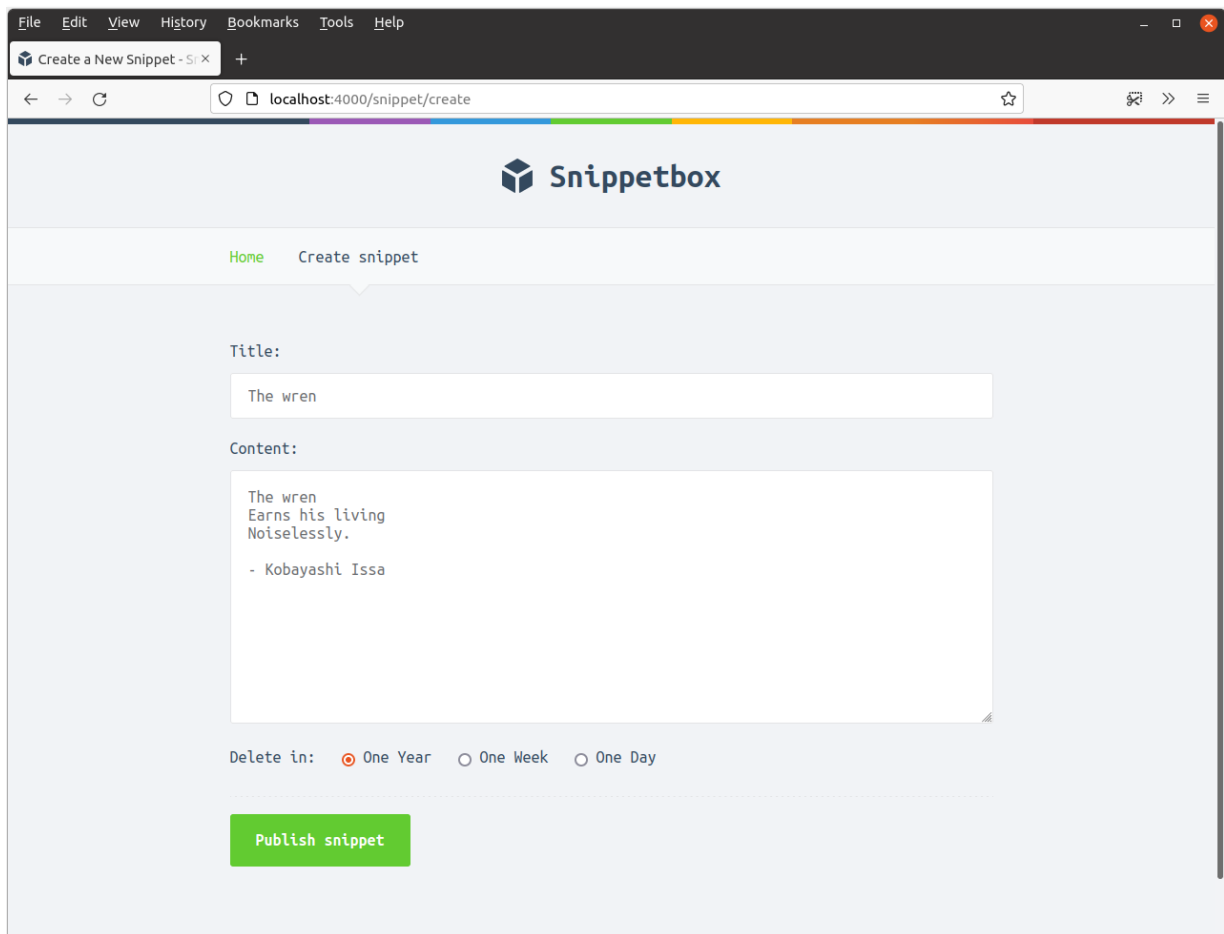 File Edit View History Bookmarks Tools Help
Create a New Snippet - Sn
localhost:4000/snippet/create
Snippetbox
Home Create snippet
Title:
The wren
Content:
The wren
Earns his living
Noiselessly.
- Kobayashi Issa
Delete in: One Year One Week One Day
Publish snippet